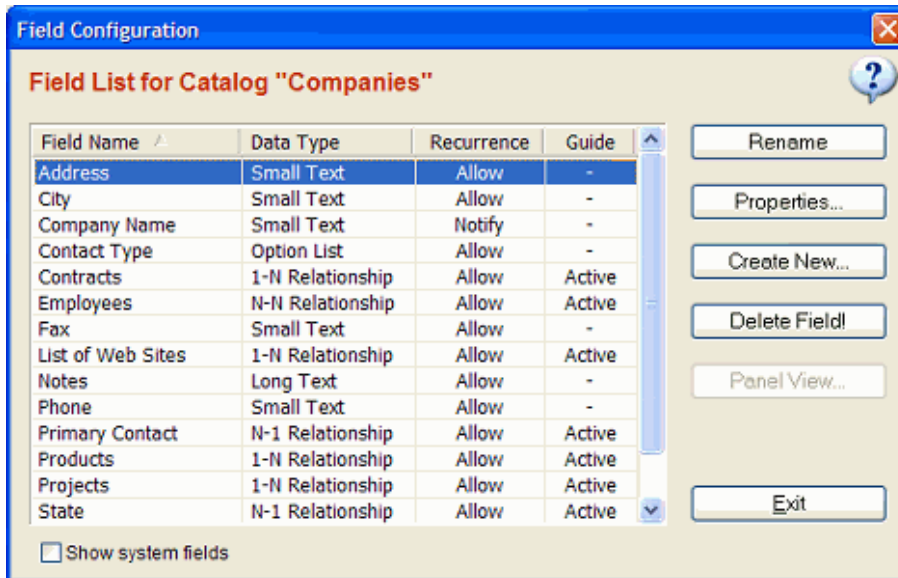 Field Configuration
Field List for Catalog "Companies"
?
Field Name Data Type Recurrence Guide
Address Small Text Allow -
City Small Text Allow -
Company Name Small Text Notify -
Contact Type Option List Allow -
Contracts 1-N Relationship Allow Active
Employees N-N Relationship Allow Active
Fax Small Text Allow -
List of Web Sites 1-N Relationship Allow Active
Notes Long Text Allow -
Phone Small Text Allow -
Primary Contact N-1 Relationship Allow Active
Products 1-N Relationship Allow Active
Projects 1-N Relationship Allow Active
State N-1 Relationship Allow Active
Show system fields
Rename
Properties...
Create New...
Delete Field!
Panel View...
Exit